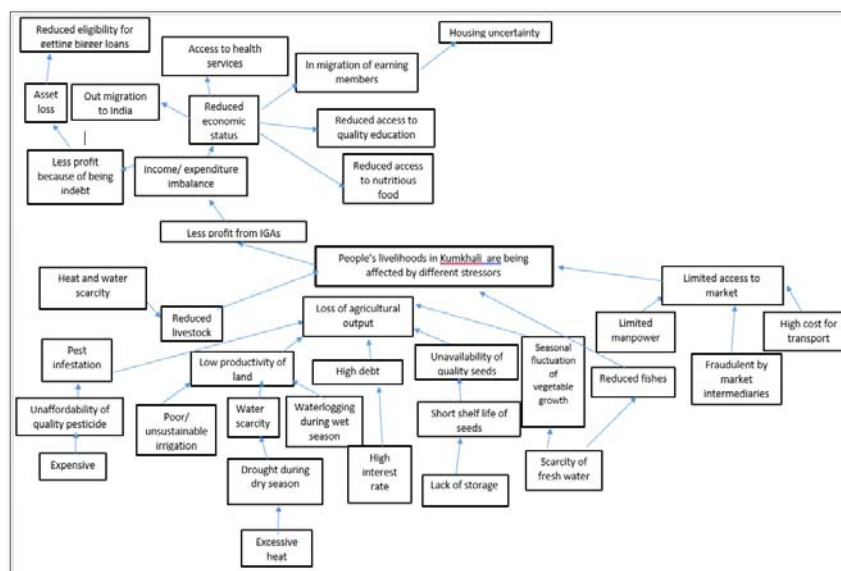 Reduced eligibility for
getting bigger loans
Housing uncertainty
Access to health
services
In migration of earning
members
Asset
loss
Out migration
to India
Reduced
economic
status
Reduced access to
quality education
Less profit
because of being
indebt
Income/ expenditure
imbalance
Reduced access
to nutritious
food
Less profit from IGAs
People's livelihoods in Kumkhali are being
affected by different stressors
Heat and water
scarcity
Limited access to
market
Reduced
livestock
Loss of agricultural
output
Limited
manpower
High cost for
transport
Pest
infestation
Low productivity of
land
High debt
Unavailability of
quality seeds
Seasonal
fluctuation
of
vegetable
growth
Reduced fishes
Fraudulent by
market
intermediaries
Unaffordability of
quality pesticide
Poor/
unsustainable
irrigation
Water
scarcity
Waterlogging
during wet
season
Short shelf life of
seeds
Expensive
Drought during
dry season
High
interest
rate
Lack of storage
Scarcity
of fresh water
Excessive
heat